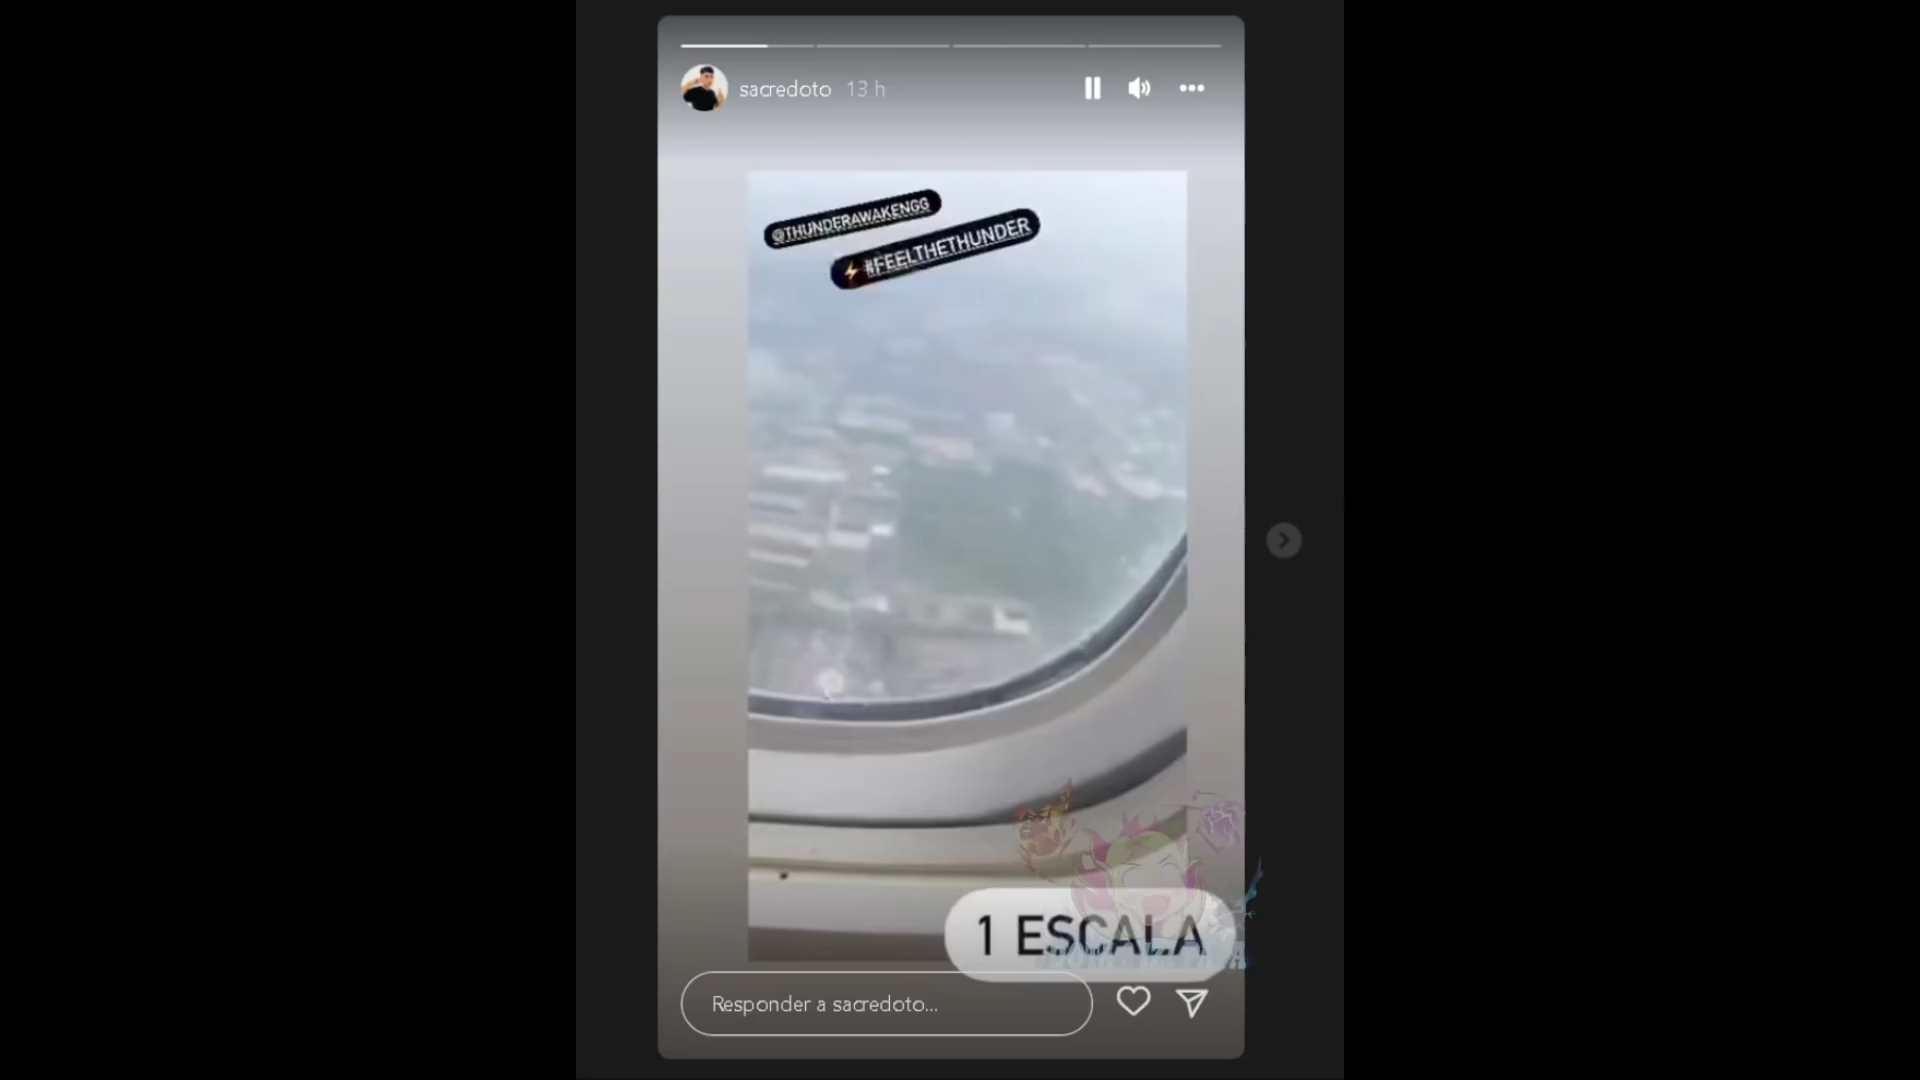 sacredoto 13 h
@THUNDERAWAKENGG
⚡#FEELTHETHUNDER
1 ESCALA
Responder a sacredoto...